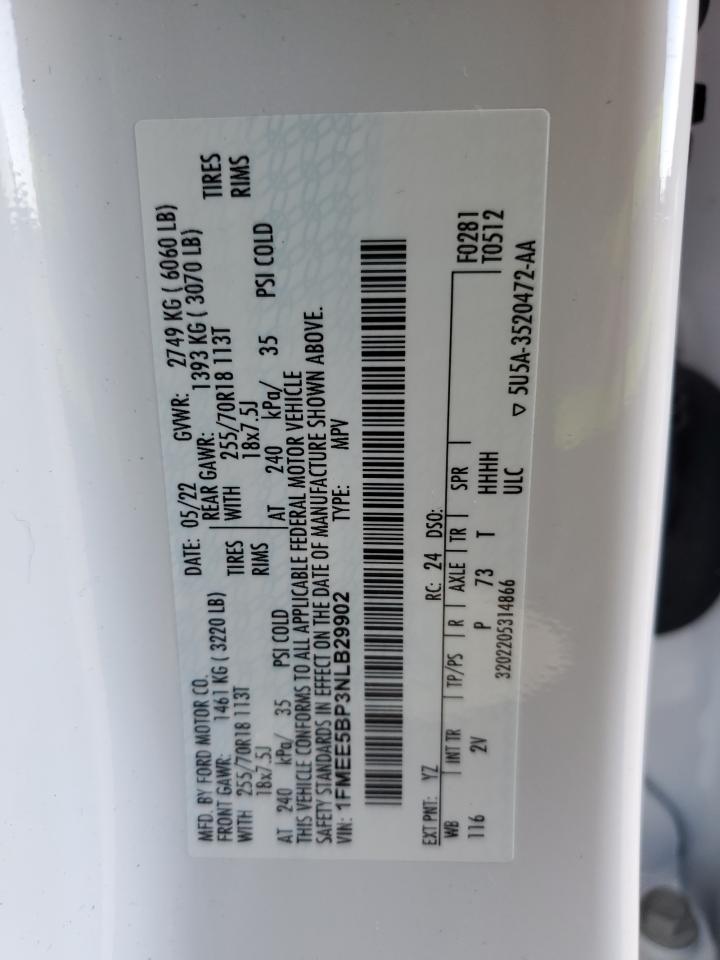 MFD. BY FORD MOTOR CO.
DATE: 05/22 GVWR: 2749 KG ( 6060 LB)
FRONT GAWR: 1461 KG ( 3220 LB) REAR GAWR: 1393 KG ( 3070 LB)
WITH 255/70R18 113T TIRES WITH 255/70R18 113T TIRES
18x7.5J RIMS 18x7.5J RIMS
AT 240 kPa/ 35 PSI COLD AT 240 kPa/ 35 PSI COLD
THIS VEHICLE CONFORMS TO ALL APPLICABLE FEDERAL MOTOR VEHICLE
SAFETY STANDARDS IN EFFECT ON THE DATE OF MANUFACTURE SHOWN ABOVE.
VIN: 1FMEE5BP3NLB29902 TYPE: MPV
EXT PNT: YZ RC: 24 DSO:
WB INT TR TP/PS R AXLE TR SPR F0281
116 2V P 73 T HHHH T0512
3202205314866 ULC ▽ 5U5A-3520472-AA